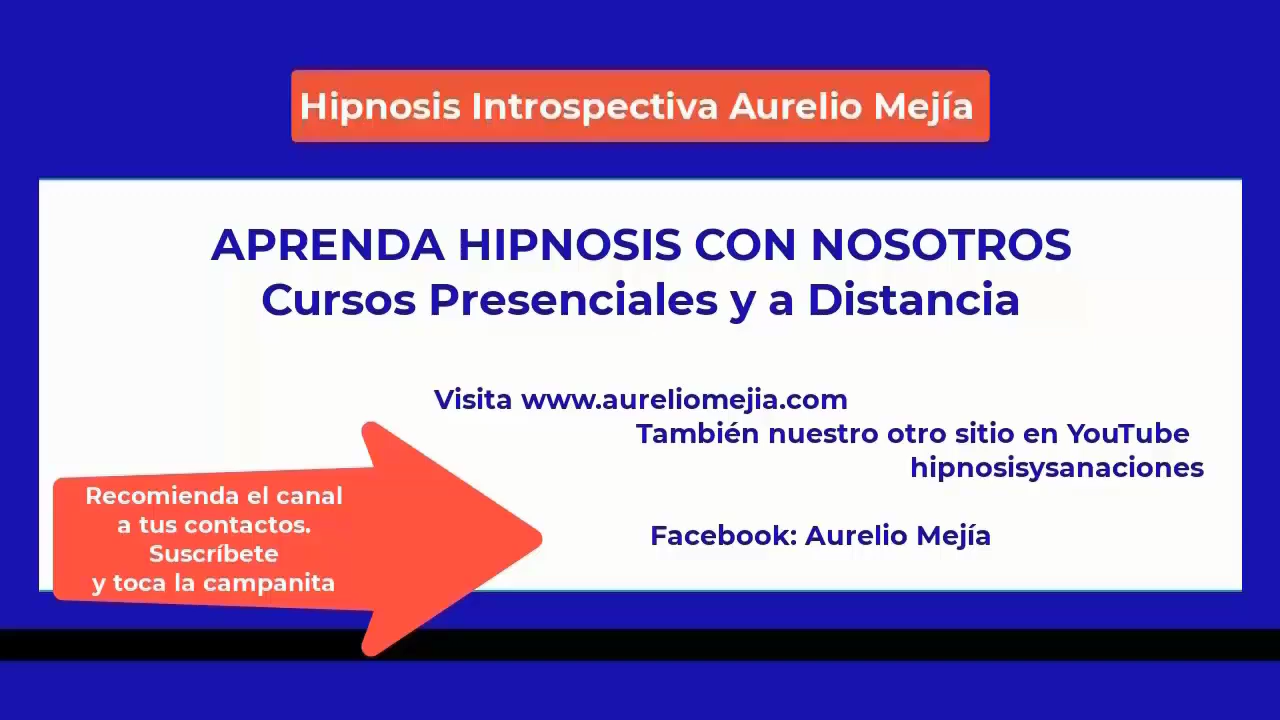 Hipnosis Introspectiva Aurelio Mejía
APRENDA HIPNOSIS CON NOSOTROS
Cursos Presenciales y a Distancia
Visita www.aureliomejia.com
También nuestro otro sitio en YouTube
hipnosisysanaciones
Facebook: Aurelio Mejía
Recomienda el canal
a tus contactos.
Suscríbete
y toca la campanita